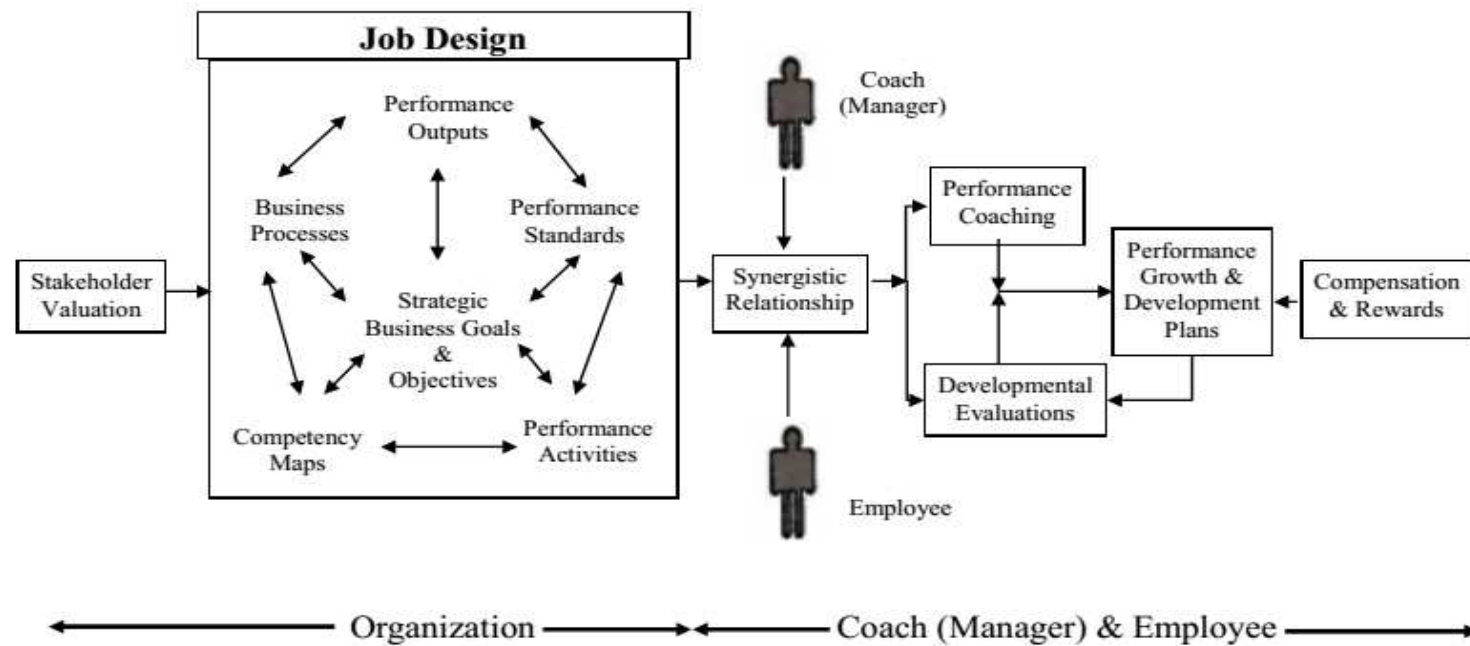 Job Design
Performance
Outputs
Business
Processes
Performance
Standards
Strategic
Business Goals
&
Objectives
Competency
Maps
Performance
Activities
Stakeholder
Valuation
Coach
(Manager)
Synergistic
Relationship
Employee
Performance
Coaching
Developmental
Evaluations
Performance
Growth &
Development
Plans
Compensation
& Rewards
Organization
Coach (Manager) & Employee